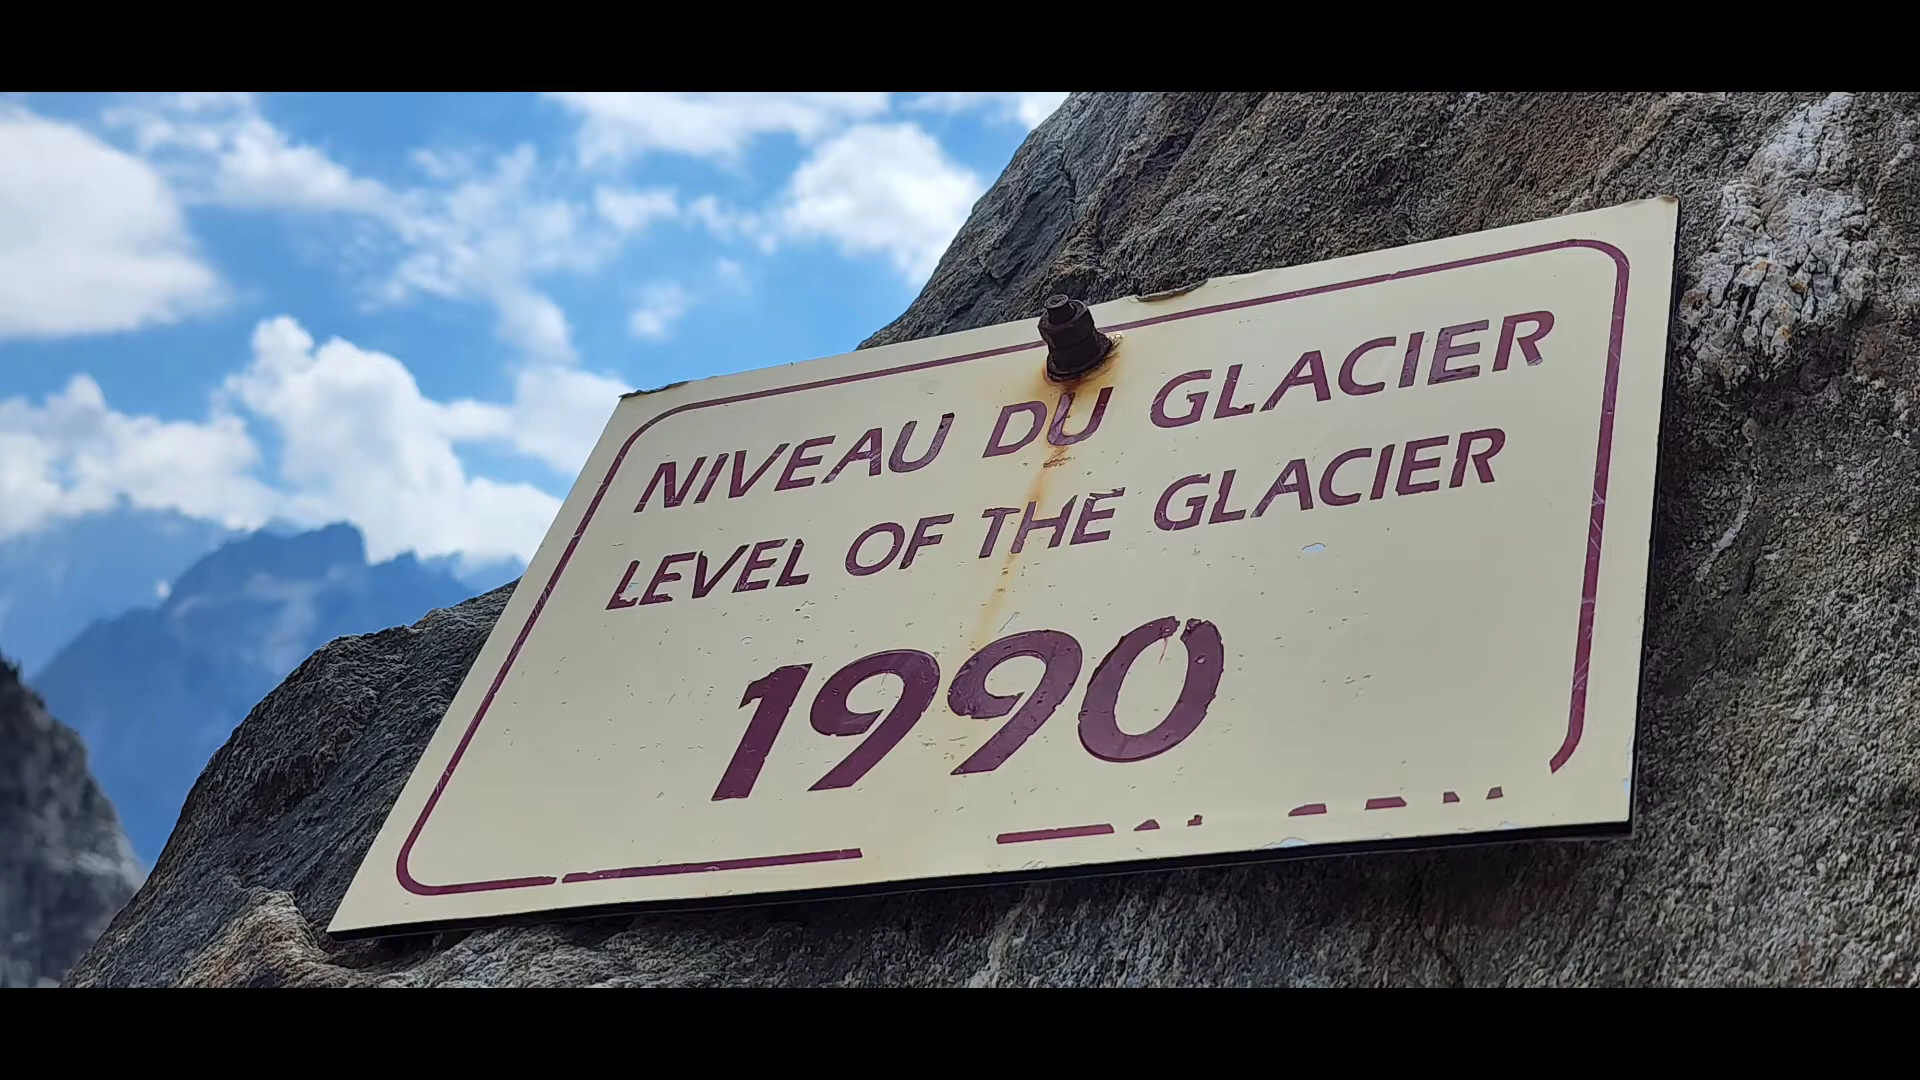 NIVEAU DU GLACIER
LEVEL OF THE GLACIER
1990